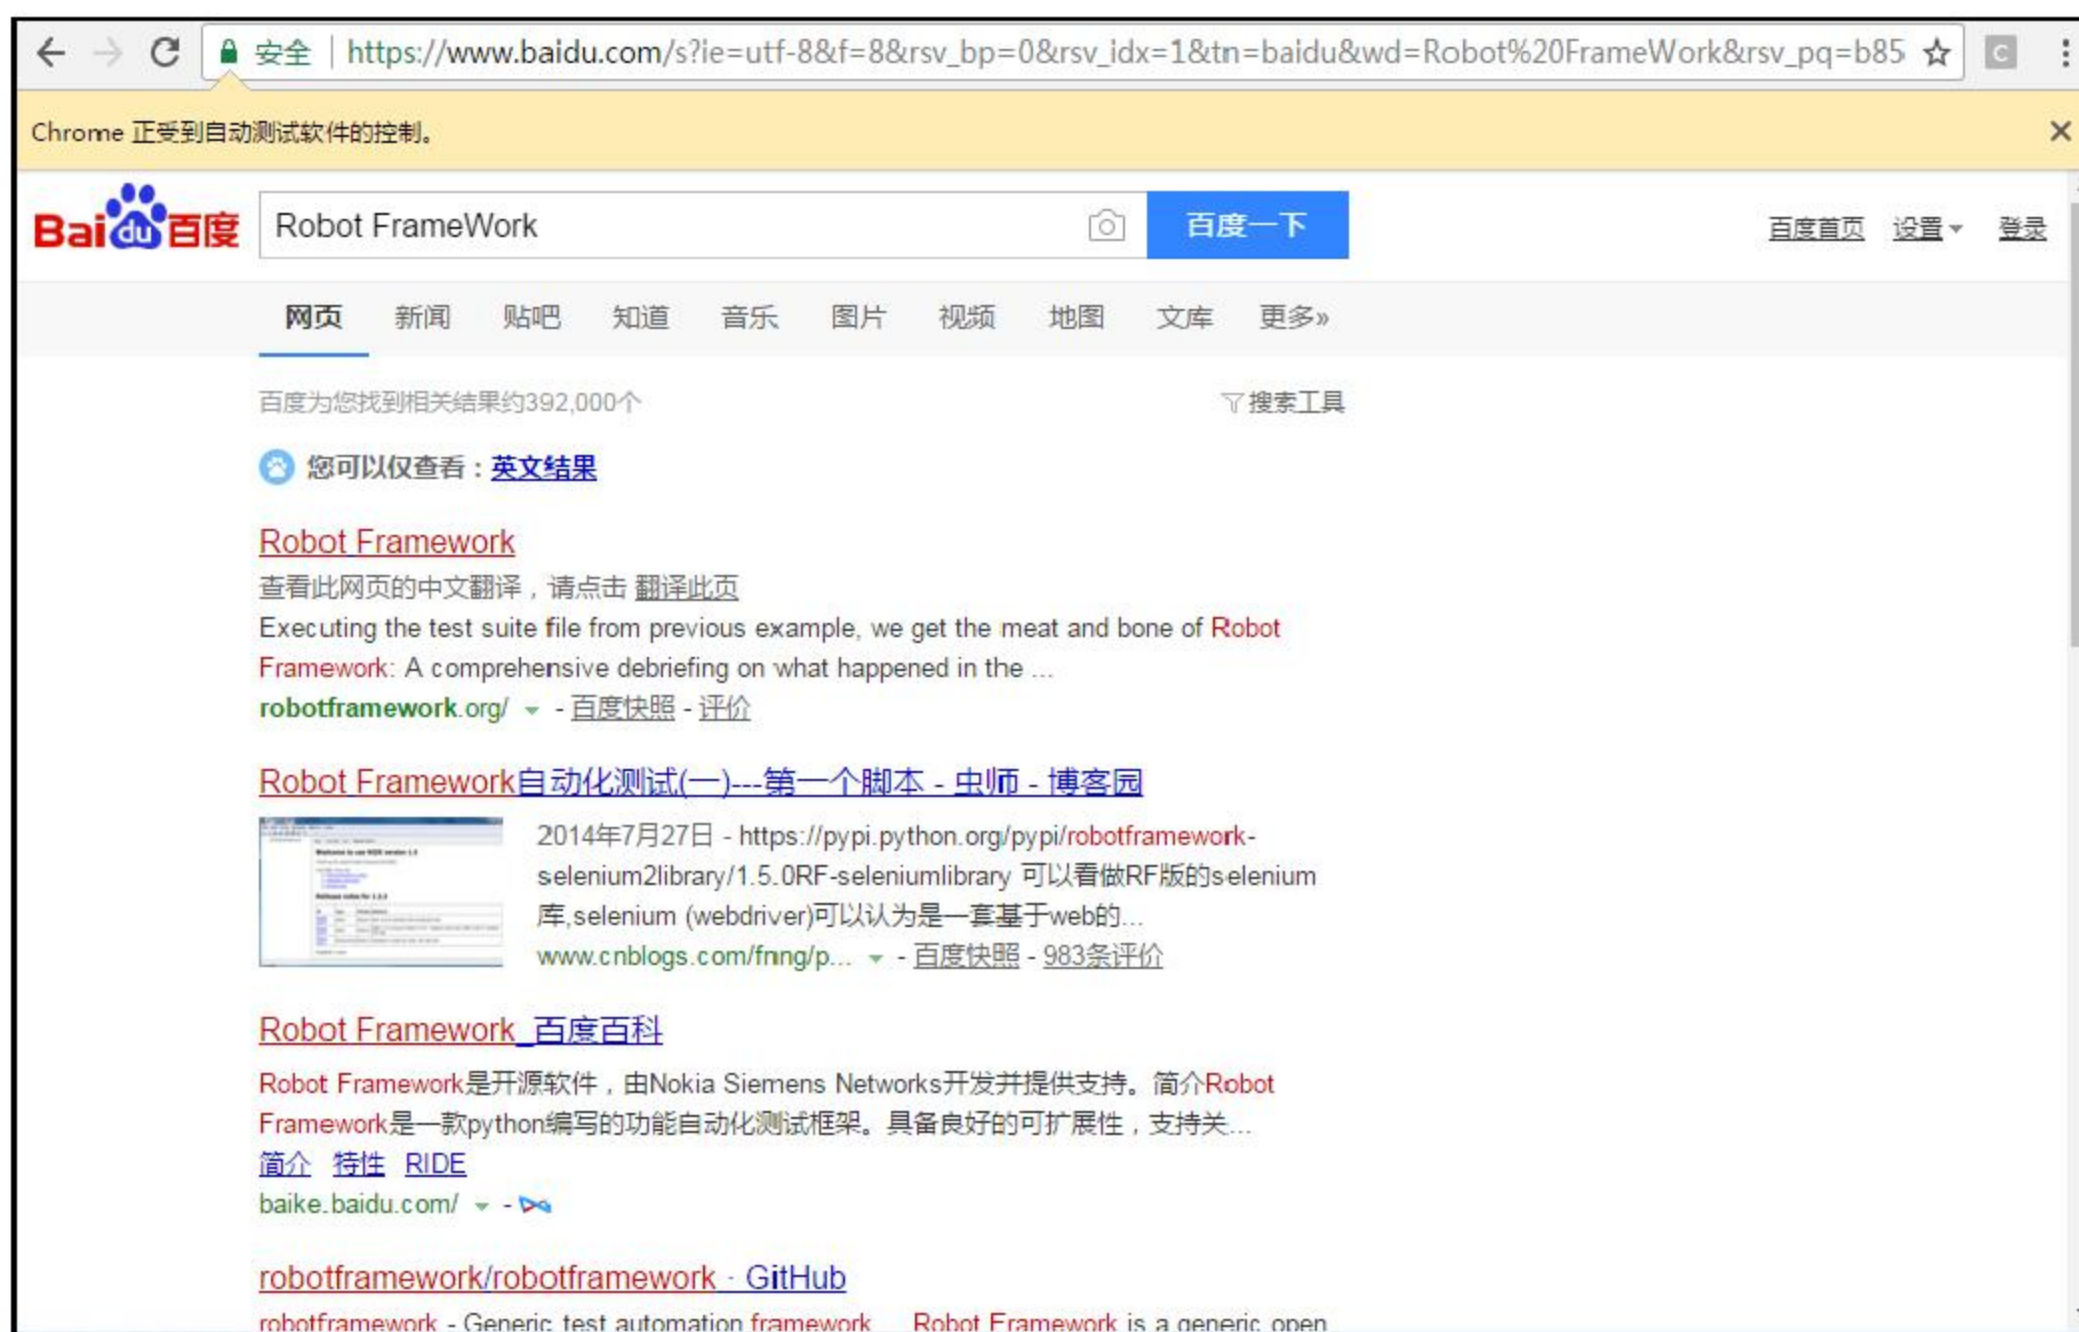 安全 https://www.baidu.com/s?ie=utf-8&f=8&rsv_bp=0&rsv_idx=1&tn=baidu&wd=Robot%20FrameWork&rsv_pq=b85 C
Chrome 正受到自动测试软件的控制。
Bai du 百度 Robot FrameWork 百度一下 百度首页 设置 登录
网页 新闻 贴吧 知道 音乐 图片 视频 地图 文库 更多»
百度为您找到相关结果约392,000个 搜索工具
您可以仅查看：英文结果
Robot Framework
查看此网页的中文翻译，请点击 翻译此页
Executing the test suite file from previous example, we get the meat and bone of Robot
Framework: A comprehensive debriefing on what happened in the ...
robotframework.org/ - 百度快照 - 评价
Robot Framework自动化测试(一)---第一个脚本 - 虫师 - 博客园
2014年7月27日 - https://pypi.python.org/pypi/robotframework-
selenium2library/1.5.0RF-seleniumlibrary 可以看做RF版的selenium
库,selenium (webdriver)可以认为是一套基于web的...
www.cnblogs.com/fnng/p... - 百度快照 - 983条评价
Robot Framework_百度百科
Robot Framework是开源软件，由Nokia Siemens Networks开发并提供支持。简介Robot
Framework是一款python编写的功能自动化测试框架。具备良好的可扩展性，支持关...
简介 特性 RIDE
baike.baidu.com/ -
robotframework/robotframework · GitHub
robotframework - Generic test automation framework Robot Framework is a generic open